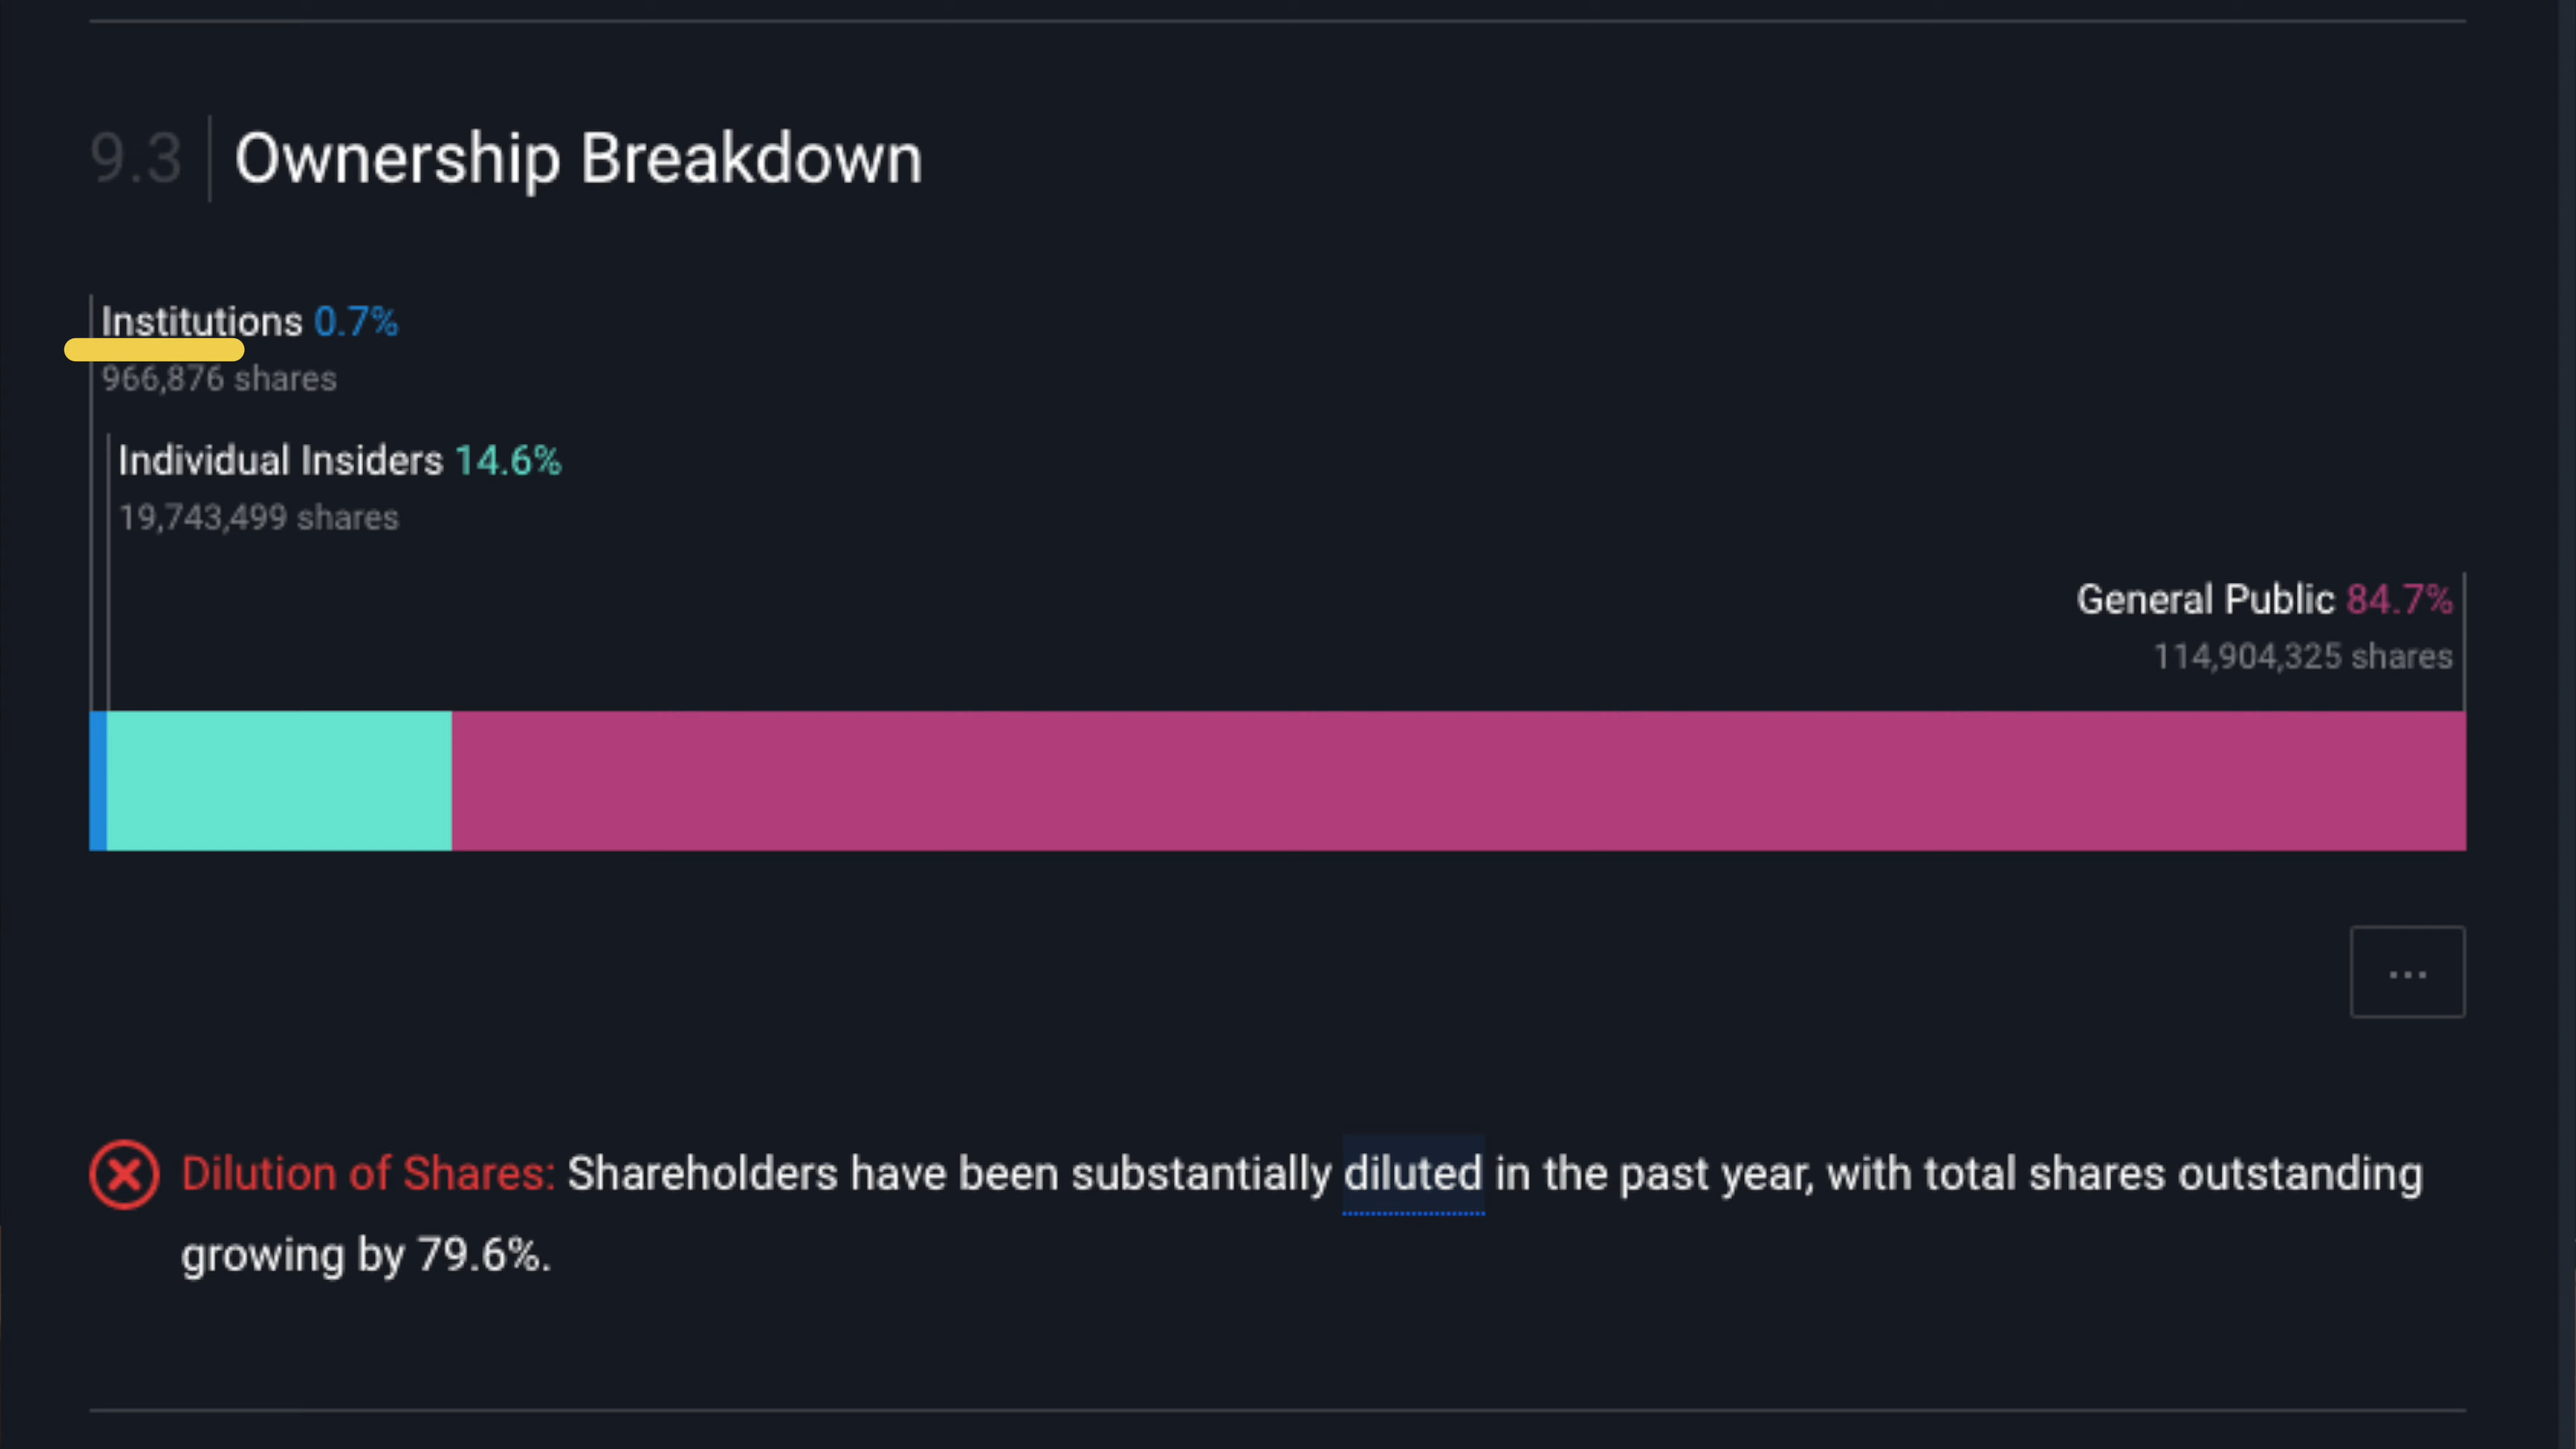 9.3 Ownership Breakdown
Institutions 0.7%
966,876 shares
Individual Insiders 14.6%
19,743,499 shares
General Public 84.7%
114,904,325 shares
...
Dilution of Shares: Shareholders have been substantially diluted in the past year, with total shares outstanding
growing by 79.6%.